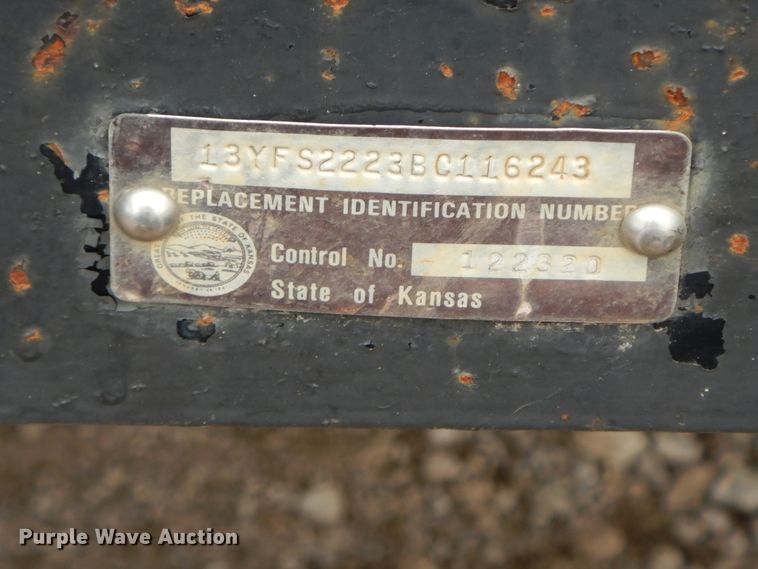 13YFS2223BC116243
REPLACEMENT IDENTIFICATION NUMBER
Control No. 122320
State of Kansas
Purple Wave Auction